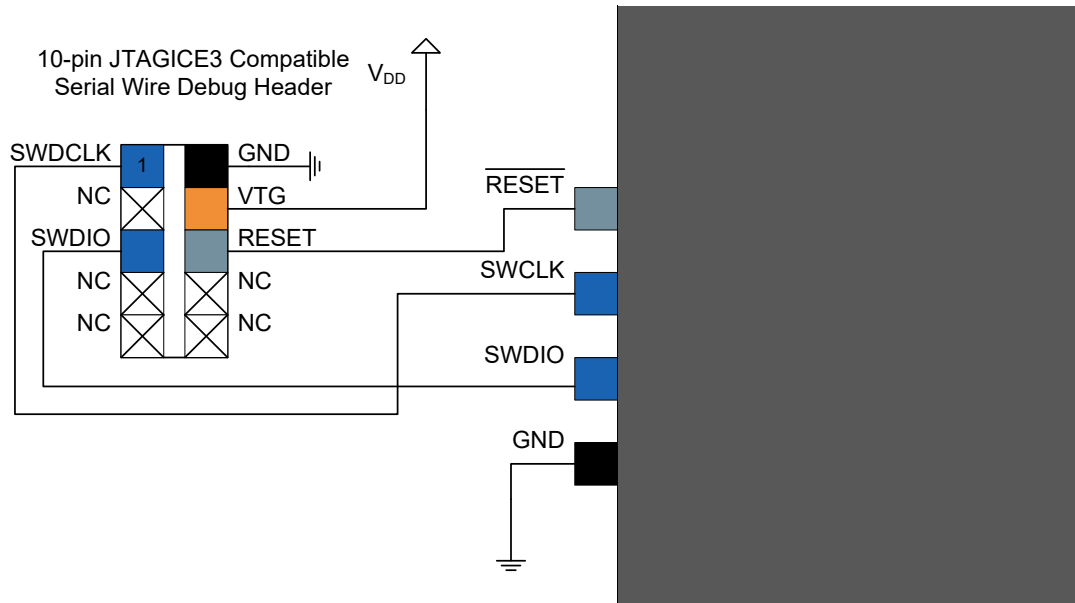 10-pin JTAGICE3 Compatible
Serial Wire Debug Header
VDD
SWDCLK
1
GND
NC
VTG
SWDIO
RESET
NC
NC
NC
NC
RESET
SWCLK
SWDIO
GND